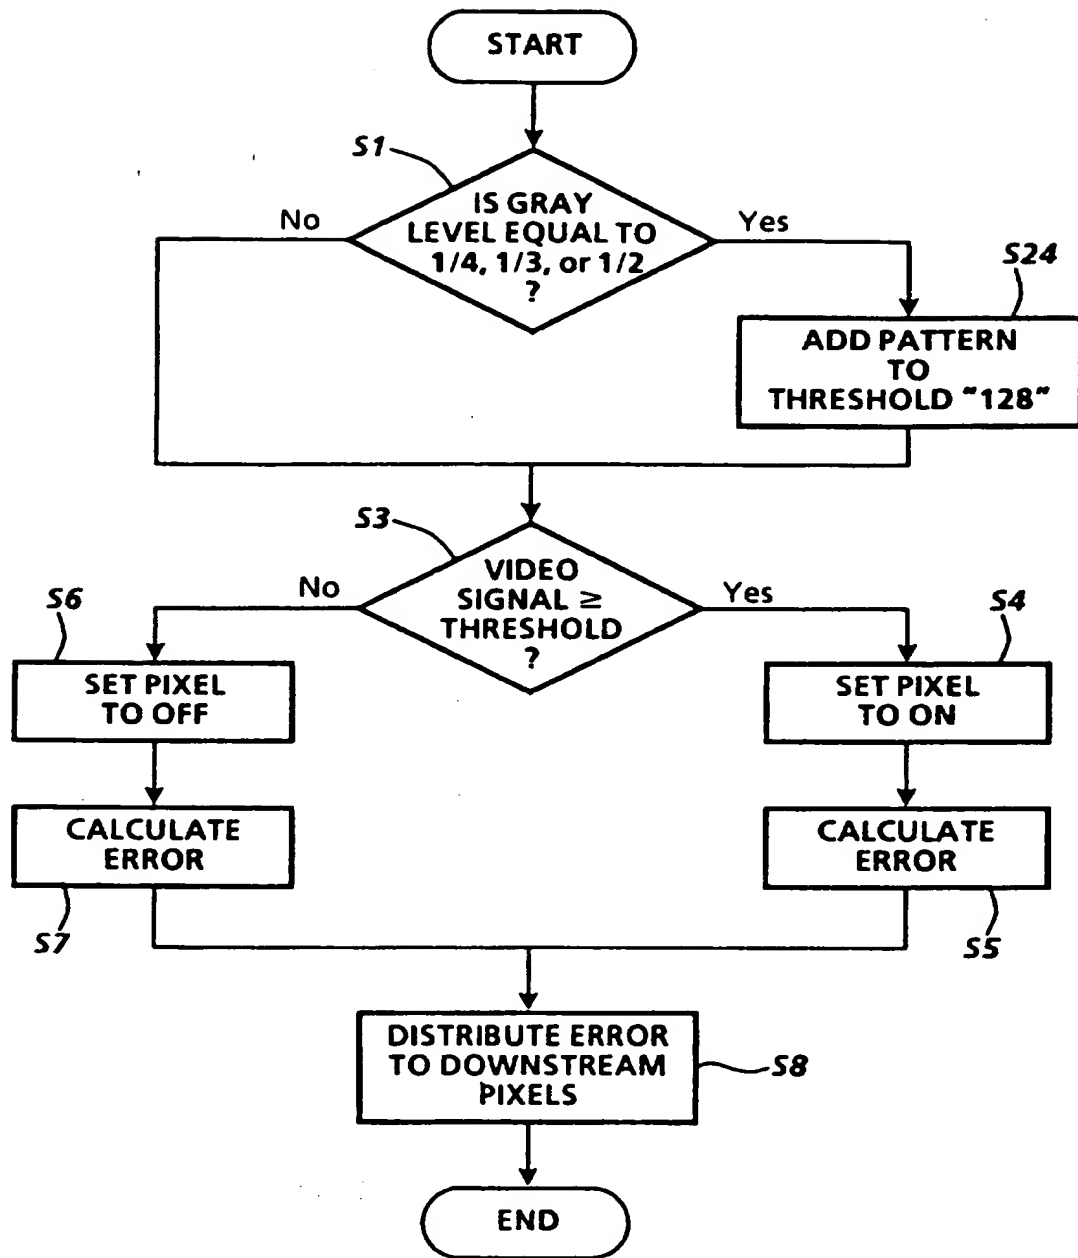 START
S1
IS GRAY
LEVEL EQUAL TO
1/4, 1/3, or 1/2
?
No
Yes
S24
ADD PATTERN
TO
THRESHOLD "128"
S3
VIDEO
SIGNAL ≥
THRESHOLD
?
No
Yes
S6
SET PIXEL
TO OFF
S4
SET PIXEL
TO ON
CALCULATE
ERROR
S7
CALCULATE
ERROR
S5
DISTRIBUTE ERROR
TO DOWNSTREAM
PIXELS
S8
END